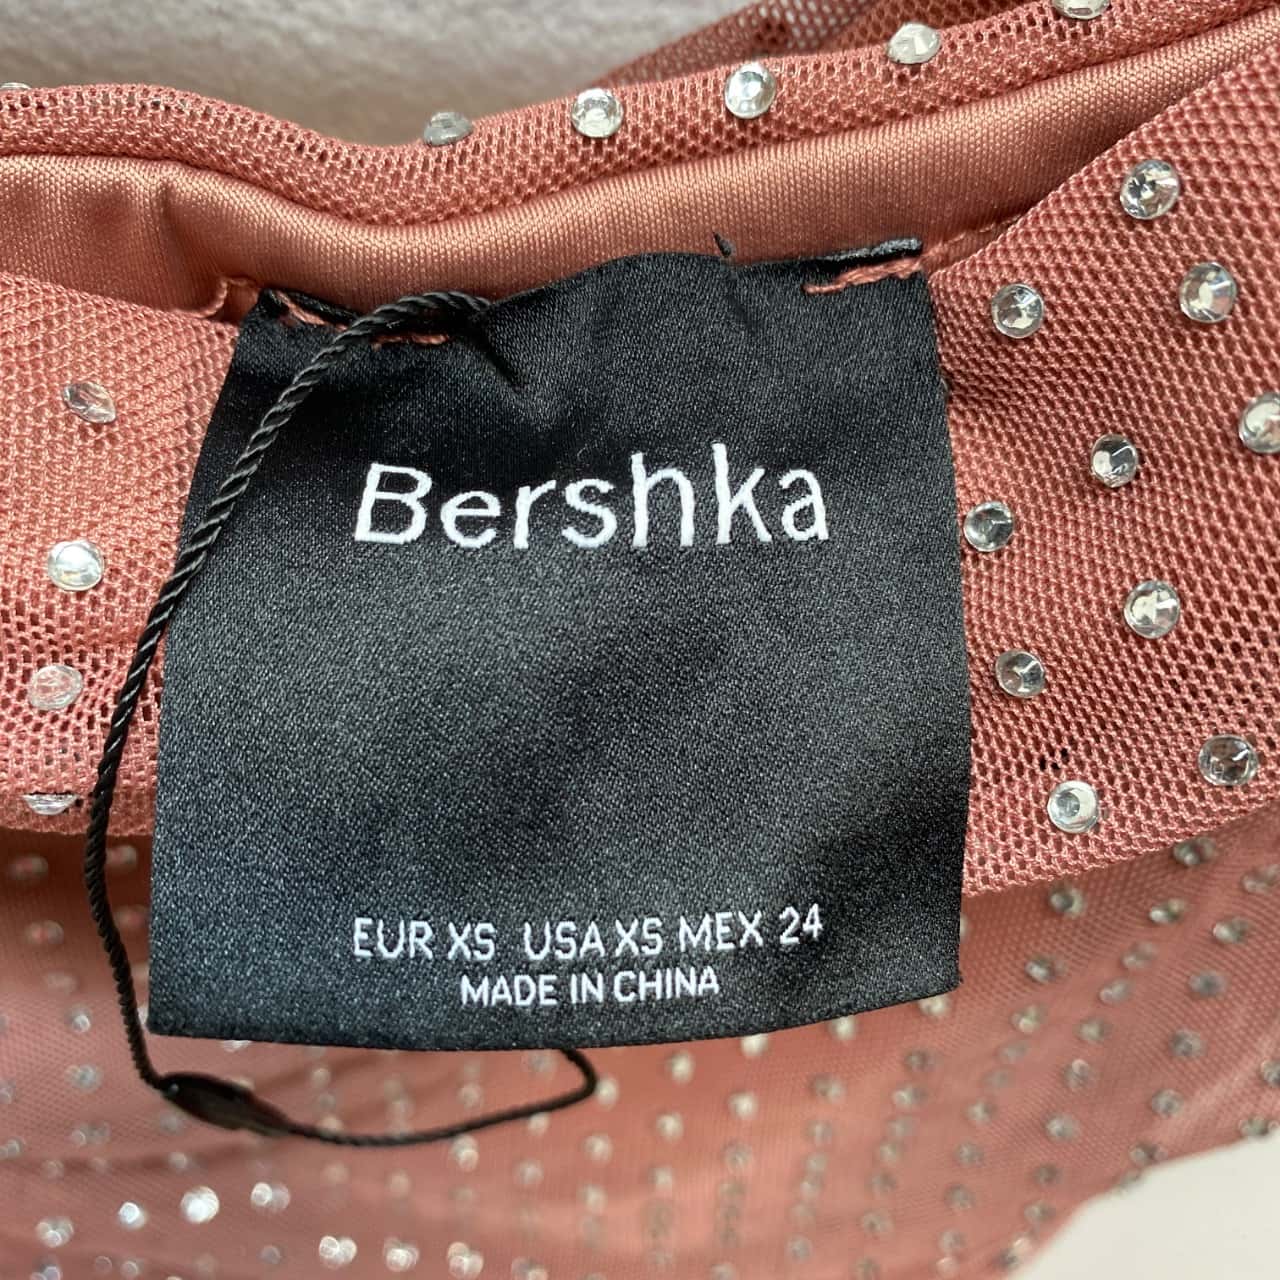 Bershka
EUR XS USA XS MEX 24
MADE IN CHINA